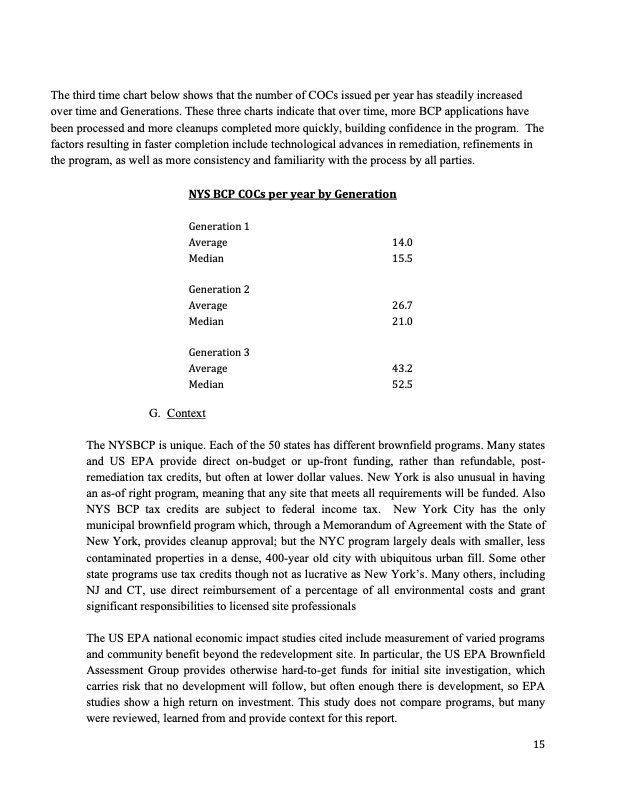 The third time chart below shows that the number of COCs issued per year has steadily increased
over time and Generations. These three charts indicate that over time, more BCP applications have
been processed and more cleanups completed more quickly, building confidence in the program. The
factors resulting in faster completion include technological advances in remediation, refinements in
the program, as well as more consistency and familiarity with the process by all parties.
NYS BCP COCs per year by Generation
Generation 1
Average 14.0
Median 15.5
Generation 2
Average 26.7
Median 21.0
Generation 3
Average 43.2
Median 52.5
G. Context
The NYSBCP is unique. Each of the 50 states has different brownfield programs. Many states
and US EPA provide direct on-budget or up-front funding, rather than refundable, post-
remediation tax credits, but often at lower dollar values. New York is also unusual in having
an as-of right program, meaning that any site that meets all requirements will be funded. Also
NYS BCP tax credits are subject to federal income tax. New York City has the only
municipal brownfield program which, through a Memorandum of Agreement with the State of
New York, provides cleanup approval; but the NYC program largely deals with smaller, less
contaminated properties in a dense, 400-year old city with ubiquitous urban fill. Some other
state programs use tax credits though not as lucrative as New York's. Many others, including
NJ and CT, use direct reimbursement of a percentage of all environmental costs and grant
significant responsibilities to licensed site professionals
The US EPA national economic impact studies cited include measurement of varied programs
and community benefit beyond the redevelopment site. In particular, the US EPA Brownfield
Assessment Group provides otherwise hard-to-get funds for initial site investigation, which
carries risk that no development will follow, but often enough there is development, so EPA
studies show a high return on investment. This study does not compare programs, but many
were reviewed, learned from and provide context for this report.
15